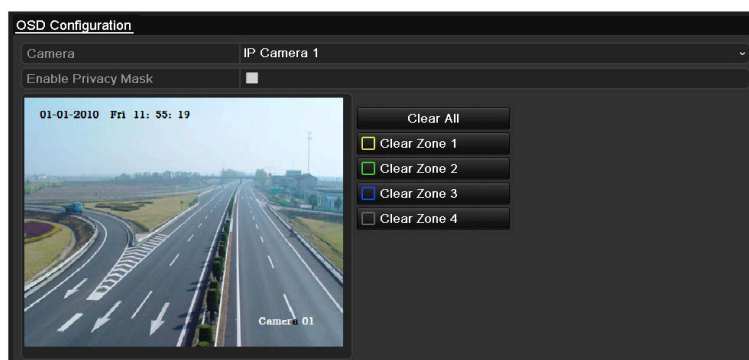 OSD Configuration
Camera IP Camera 1
Enable Privacy Mask
01-01-2010 Fri 11: 55: 19
Clear All
Clear Zone 1
Clear Zone 2
Clear Zone 3
Clear Zone 4
Camera 01